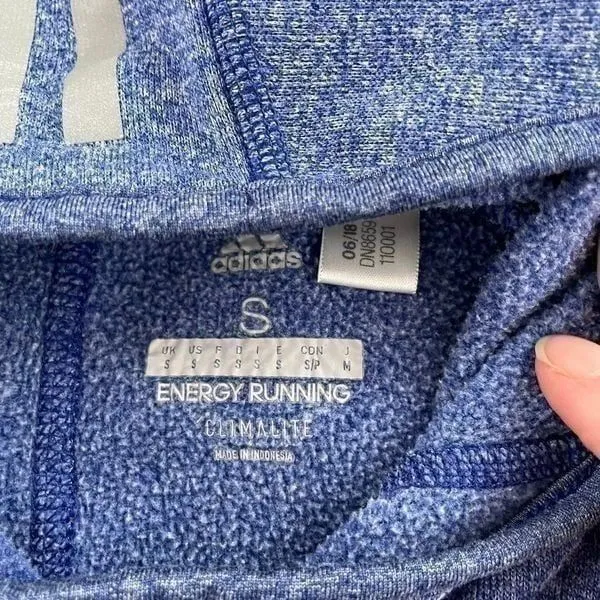 adidas
06/18
DN8659
110001
S
UK US F D I E CDN J
S S S S S S S/P M
ENERGY RUNNING
CLIMALITE
MADE IN INDONESIA